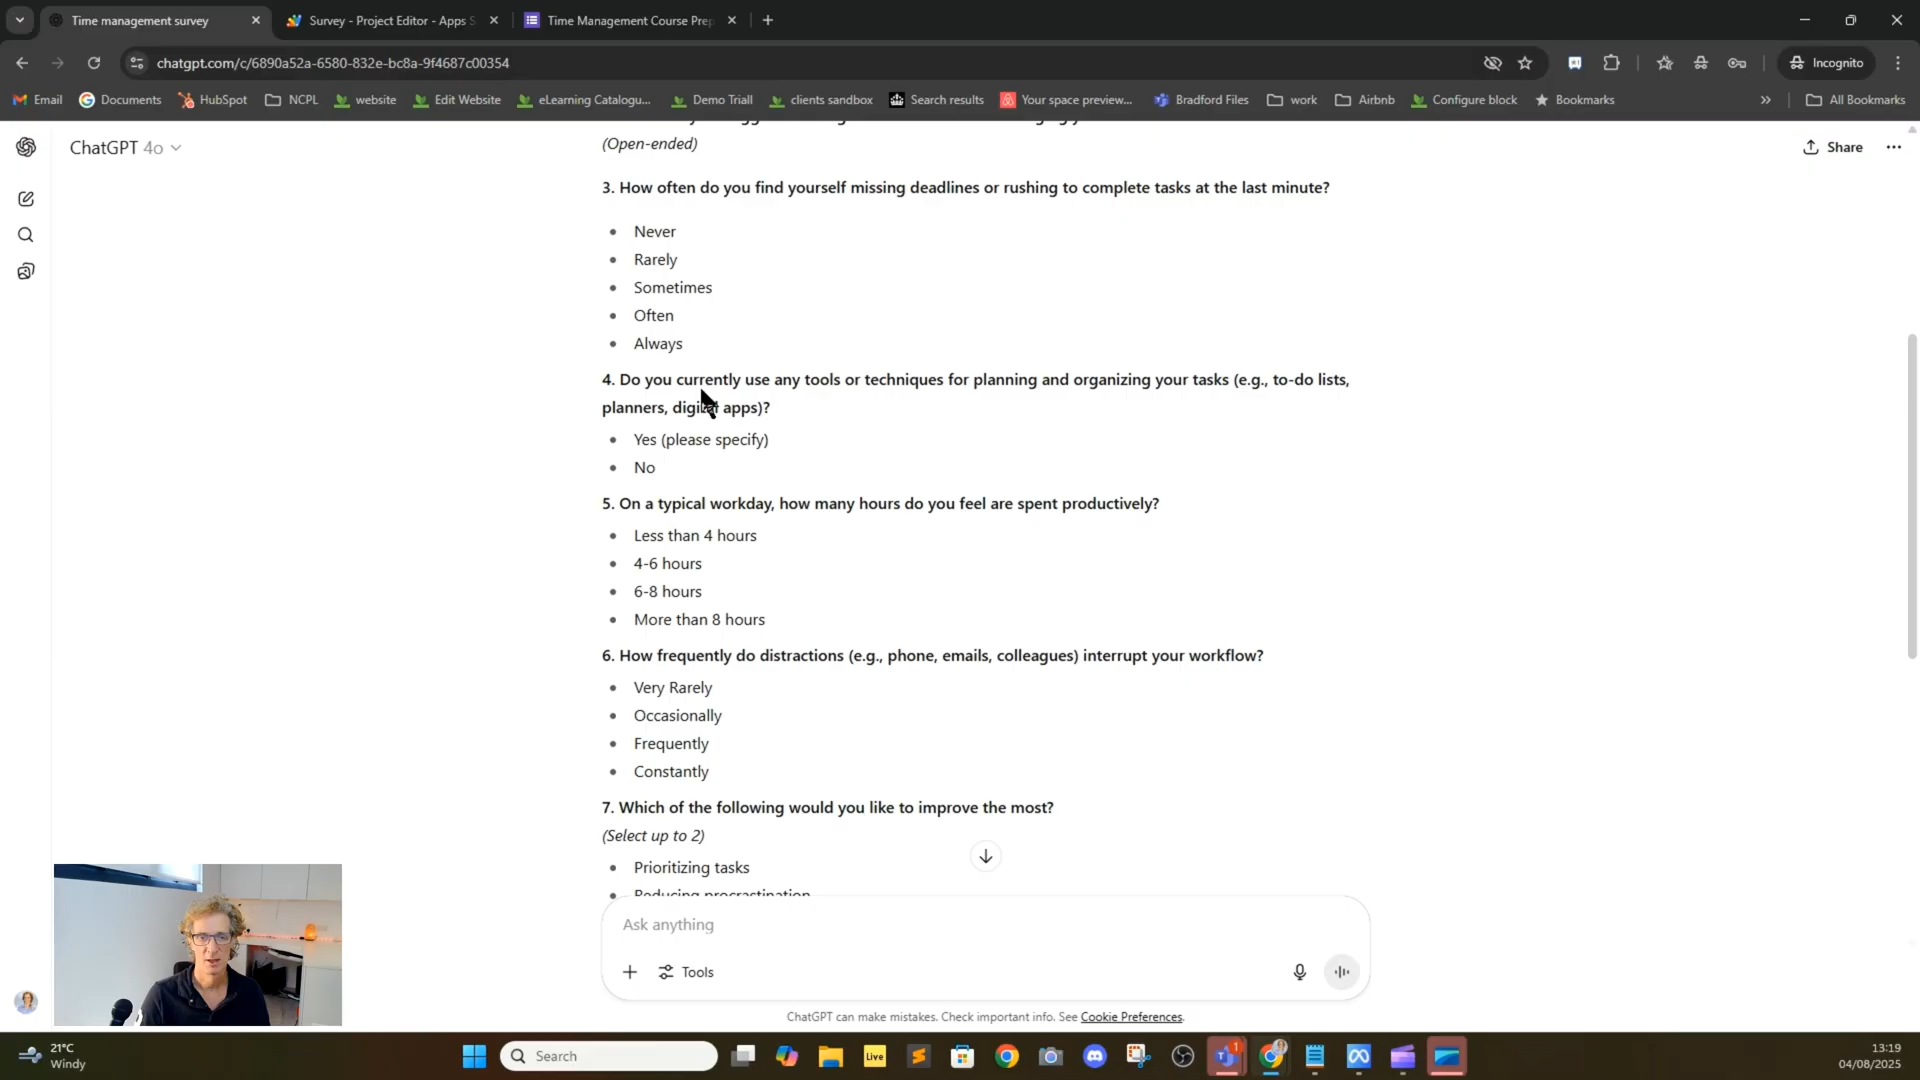 Time management survey
Survey - Project Editor - Apps S
Time Management Course Prep
chatgpt.com/c/6890a52a-6580-832e-bc8a-9f4687c00354
Incognito
Email
Documents
HubSpot
NCPL
website
Edit Website
eLearning Catalogu...
Demo Triall
clients sandbox
Search results
Your space preview...
Bradford Files
work
Airbnb
Configure block
Bookmarks
All Bookmarks
ChatGPT 4o
Share
(Open-ended)
3. How often do you find yourself missing deadlines or rushing to complete tasks at the last minute?
Never
Rarely
Sometimes
Often
Always
4. Do you currently use any tools or techniques for planning and organizing your tasks (e.g., to-do lists,
planners, digital apps)?
Yes (please specify)
No
5. On a typical workday, how many hours do you feel are spent productively?
Less than 4 hours
4-6 hours
6-8 hours
More than 8 hours
6. How frequently do distractions (e.g., phone, emails, colleagues) interrupt your workflow?
Very Rarely
Occasionally
Frequently
Constantly
7. Which of the following would you like to improve the most?
(Select up to 2)
Prioritizing tasks
Reducing procrastination
Ask anything
Tools
ChatGPT can make mistakes. Check important info. See Cookie Preferences.
21°C
Windy
Search
Live
1
13:19
04/08/2025